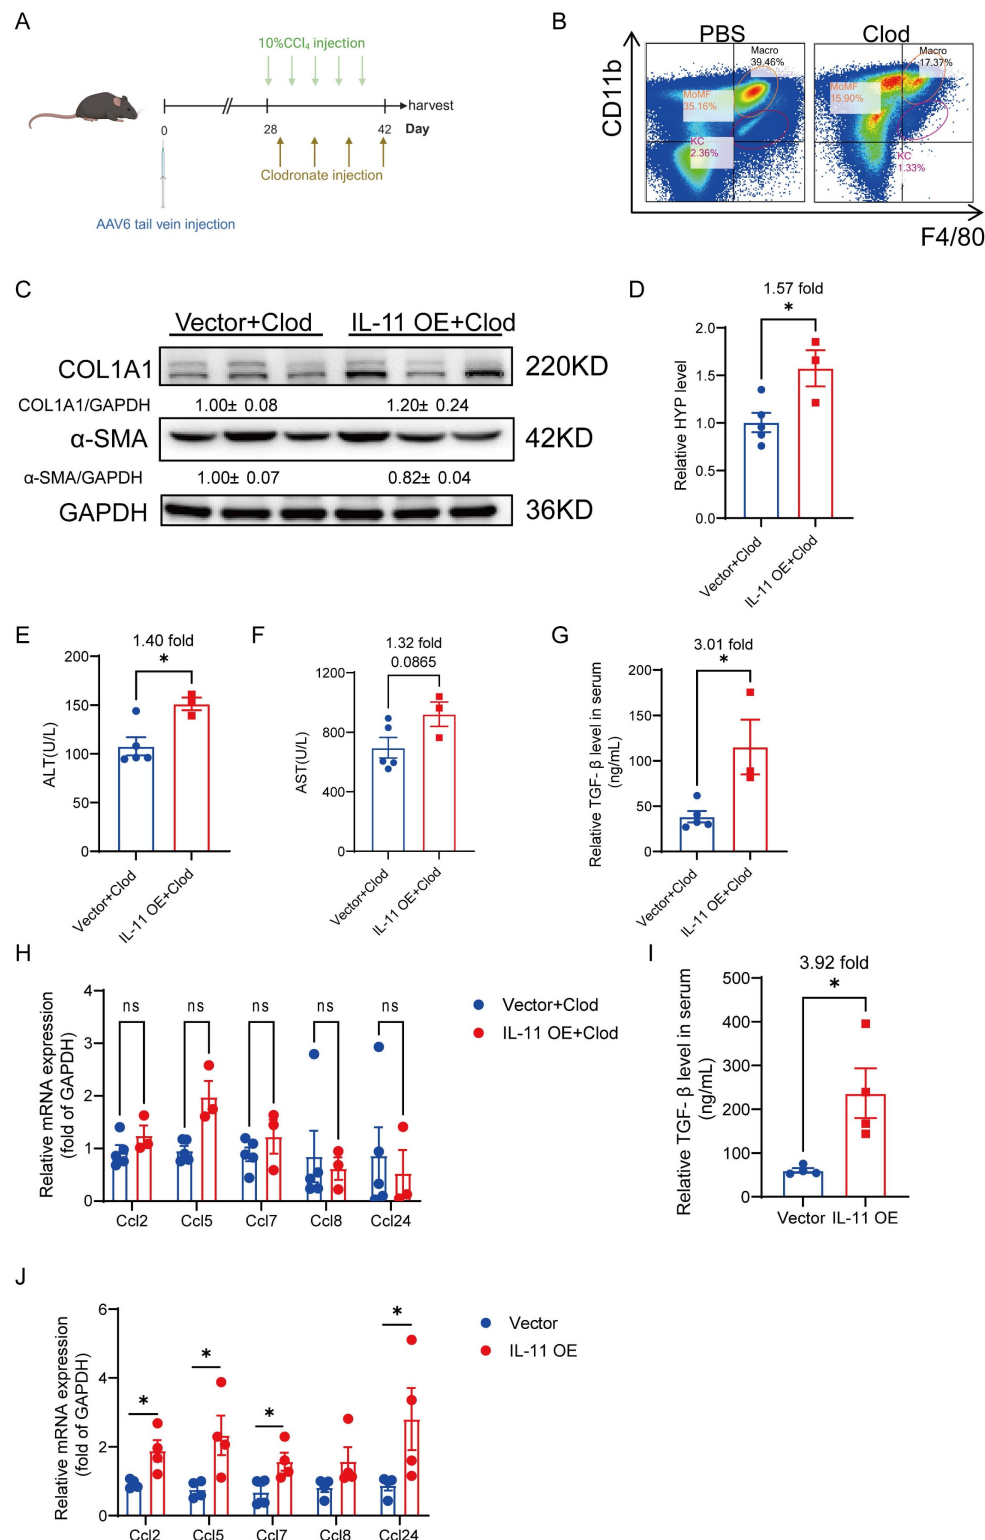 A
10%CCl₄ injection
harvest
0
28
42
Day
Clodronate injection
AAV6 tail vein injection
B
PBS
Clod
CD11b
Macro
39.46%
MoMF
35.16%
KC
2.36%
Macro
17.37%
MoMF
15.90%
KC
1.33%
F4/80
C
Vector+Clod
IL-11 OE+Clod
COL1A1
220KD
COL1A1/GAPDH
1.00± 0.08
1.20± 0.24
α-SMA
42KD
α-SMA/GAPDH
1.00± 0.07
0.82± 0.04
GAPDH
36KD
D
1.57 fold
*
Relative HYP level
2.0
1.5
1.0
0.5
0.0
Vector+Clod
IL-11 OE+Clod
E
1.40 fold
*
ALT(U/L)
200
150
100
50
0
Vector+Clod
IL-11 OE+Clod
F
1.32 fold
0.0865
AST(U/L)
1200
800
400
0
Vector+Clod
IL-11 OE+Clod
G
3.01 fold
*
Relative TGF- β level in serum
(ng/mL)
200
150
100
50
0
Vector+Clod
IL-11 OE+Clod
H
Relative mRNA expression
(fold of GAPDH)
4
3
2
1
0
ns
ns
ns
ns
ns
Ccl2
Ccl5
Ccl7
Ccl8
Ccl24
Vector+Clod
IL-11 OE+Clod
I
3.92 fold
*
Relative TGF- β level in serum
(ng/mL)
500
400
300
200
100
0
Vector
IL-11 OE
J
Relative mRNA expression
(fold of GAPDH)
6
4
2
0
*
*
*
*
Ccl2
Ccl5
Ccl7
Ccl8
Ccl24
Vector
IL-11 OE